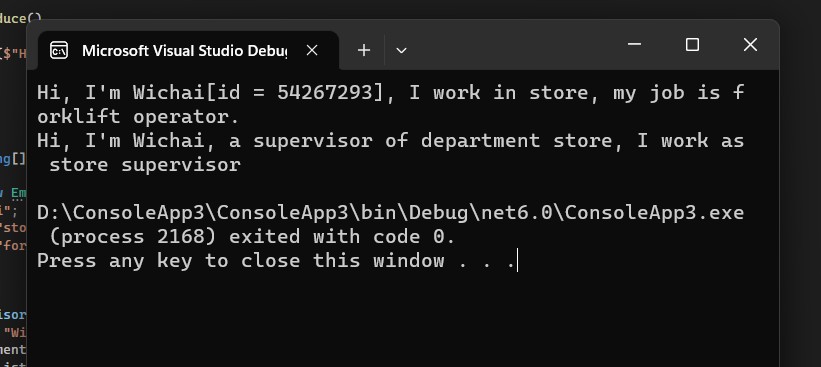 duce()
Microsoft Visual Studio Debu
[$"H
Hi, I'm Wichai[id = 54267293], I work in store, my job is f
orklift operator.
Hi, I'm Wichai, a supervisor of department store, I work as
ng[]
 store supervisor
w Em
i";
D:\ConsoleApp3\ConsoleApp3\bin\Debug\net6.0\ConsoleApp3.exe
"sto
 (process 2168) exited with code 0.
"for
Press any key to close this window . . .
isor
"Wi
ment